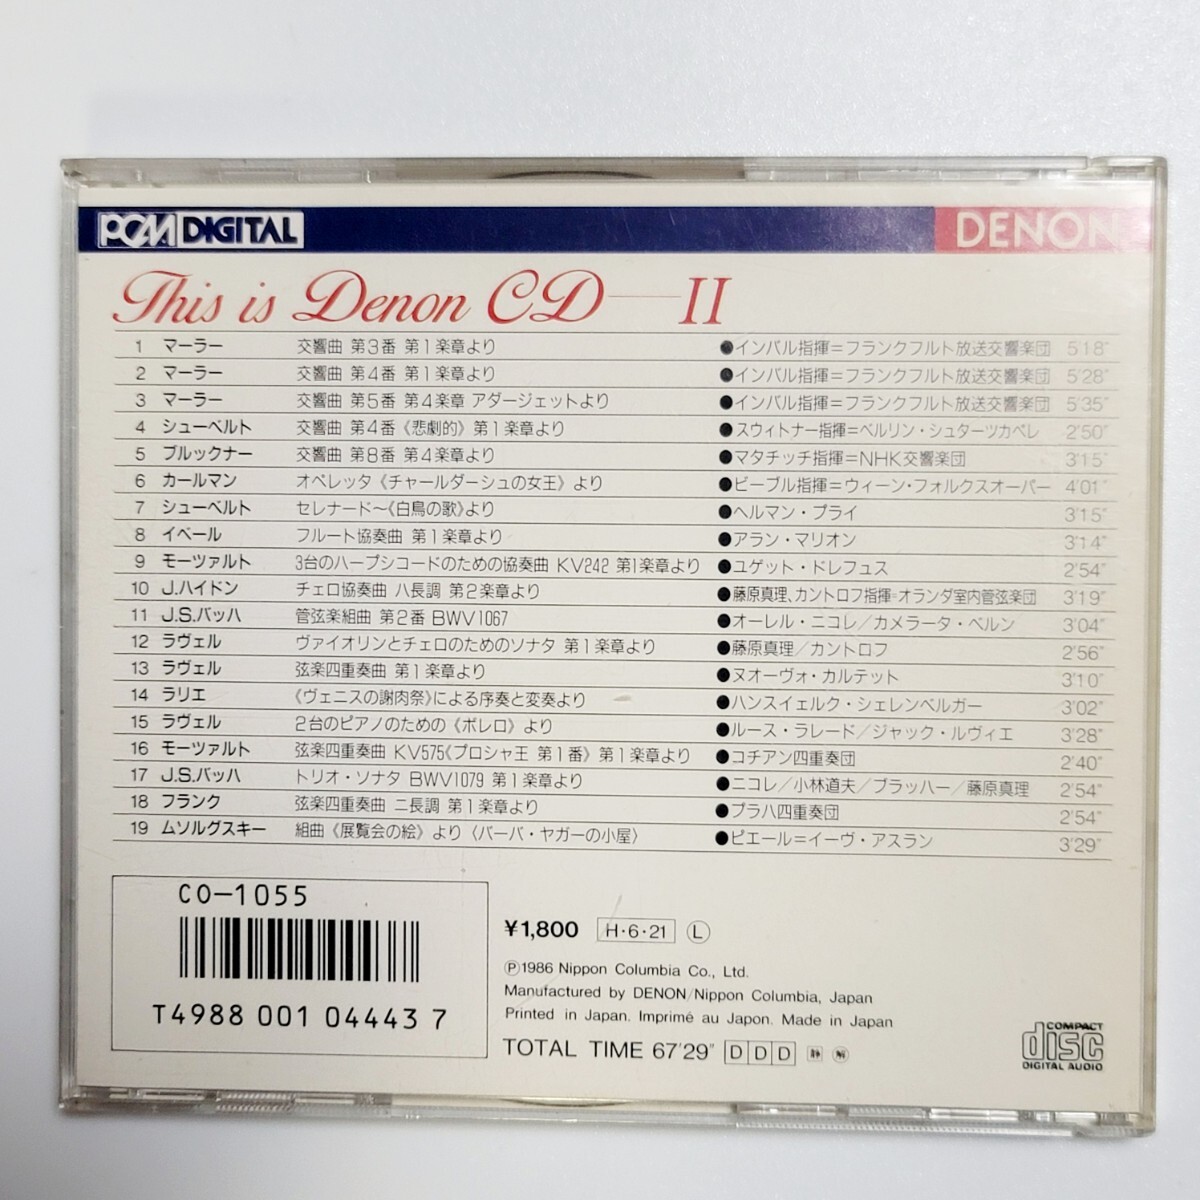 PCM DIGITAL
DENON
This is Denon CD—II
1 マーラー 交響曲 第3番 第1楽章より ●インバル指揮=フランクフルト放送交響楽団 5'18"
2 マーラー 交響曲 第4番 第1楽章より ●インバル指揮=フランクフルト放送交響楽団 5'28"
3 マーラー 交響曲 第5番 第4楽章 アダージェットより ●インバル指揮=フランクフルト放送交響楽団 5'35"
4 シューベルト 交響曲 第4番《悲劇的》第1楽章より ●スウィトナー指揮=ベルリン・シュターツカペレ 2'50"
5 ブルックナー 交響曲 第8番 第4楽章より ●マタチッチ指揮=NHK交響楽団 3'15"
6 カールマン オペレッタ《チャールダーシュの女王》より ●ビーブル指揮=ウィーン・フォルクスオーパー 4'01"
7 シューベルト セレナード〜《白鳥の歌》より ●ヘルマン・プライ 3'15"
8 イベール フルート協奏曲 第1楽章より ●アラン・マリオン 3'14"
9 モーツァルト 3台のハープシコードのための協奏曲 KV242 第1楽章より ●ユゲット・ドレフュス 2'54"
10 J.ハイドン チェロ協奏曲 ハ長調 第2楽章より ●藤原真理、カントロフ指揮=オランダ室内管弦楽団 3'19"
11 J.S.バッハ 管弦楽組曲 第2番 BWV1067 ●オーレル・ニコレ/カメラータ・ベルン 3'04"
12 ラヴェル ヴァイオリンとチェロのためのソナタ 第1楽章より ●藤原真理/カントロフ 2'56"
13 ラヴェル 弦楽四重奏曲 第1楽章より ●ヌオーヴォ・カルテット 3'10"
14 ラリエ 《ヴェニスの謝肉祭》による序奏と変奏より ●ハンスイェルク・シェレンベルガー 3'02"
15 ラヴェル 2台のピアノのための《ボレロ》より ●ルース・ラレード/ジャック・ルヴィエ 3'28"
16 モーツァルト 弦楽四重奏曲 KV575《プロシャ王 第1番》第1楽章より ●コチアン四重奏団 2'40"
17 J.S.バッハ トリオ・ソナタ BWV1079 第1楽章より ●ニコレ/小林道夫/ブラッハー/藤原真理 2'54"
18 フランク 弦楽四重奏曲 ニ長調 第1楽章より ●プラハ四重奏団 2'54"
19 ムソルグスキー 組曲《展覧会の絵》より〈バーバ・ヤガーの小屋〉 ●ピエール=イーヴ・アスラン 3'29"
CO-1055
T4988 001 04443 7
¥1,800 H・6・21 Ⓛ
Ⓟ1986 Nippon Columbia Co., Ltd.
Manufactured by DENON/Nippon Columbia, Japan
Printed in Japan. Imprimé au Japon. Made in Japan
TOTAL TIME 67'29" DDD
COMPACT
disc
DIGITAL AUDIO